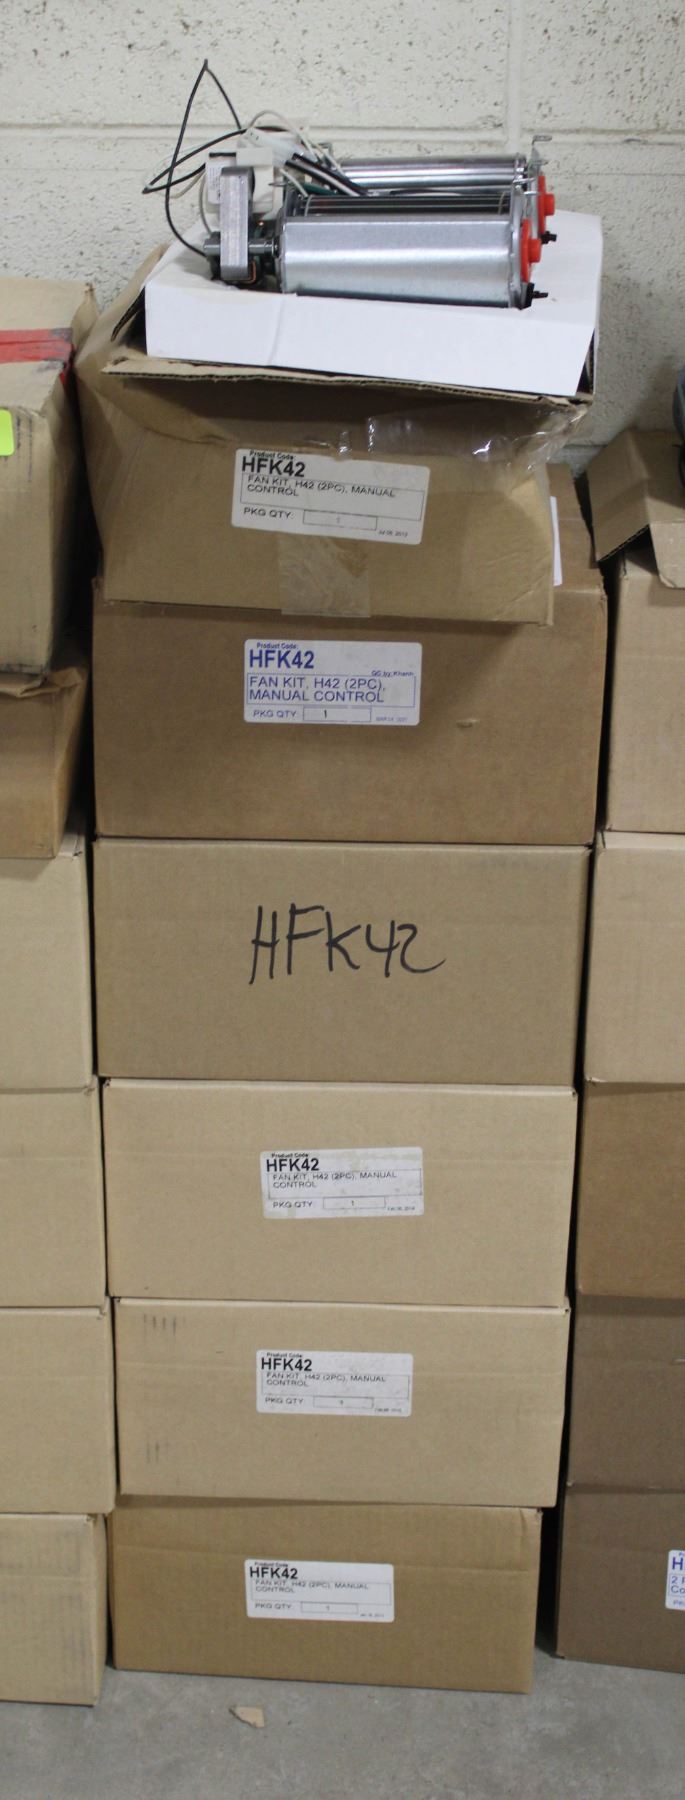 Product Code:
HFK42
FAN KIT, H42 (2PC), MANUAL
CONTROL
PKG QTY: 1
Product Code:
HFK42
QC by: Khanh
FAN KIT, H42 (2PC),
MANUAL CONTROL
PKG QTY: 1
HFK42
Product Code:
HFK42
FAN KIT, H42 (2PC), MANUAL
CONTROL
PKG QTY: 1
Product Code:
HFK42
FAN KIT, H42 (2PC), MANUAL
CONTROL
PKG QTY: 1
Product Code:
HFK42
FAN KIT, H42 (2PC), MANUAL
CONTROL
PKG QTY: 1
H